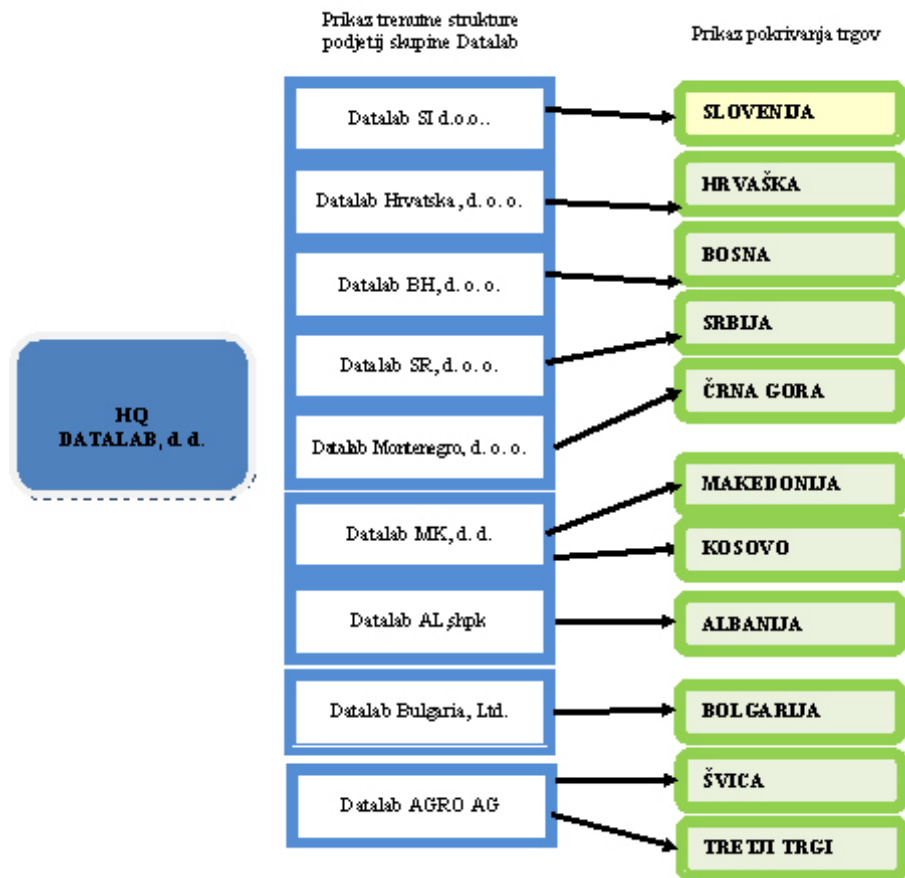 Prikaz trenutne strukture
podjetij skupine Datalab
Prikaz pokrivanja trgov
HQ
DATALAB, d. d.
Datalab SI d.o.o..
Datalab Hrvatska, d. o. o.
Datalab BH, d. o. o.
Datalab SR, d. o. o.
Datalab Montenegro, d. o. o.
Datalab MK, d. d.
Datalab AL, shpk
Datalab Bulgaria, Ltd.
Datalab AGRO AG
SLOVENIJA
HRVAŠKA
BOSNA
SRBIJA
ČRNA GORA
MAKEDONIJA
KOSOVO
ALBANIJA
BOLGARIJA
ŠVICA
TRETJI TRGI